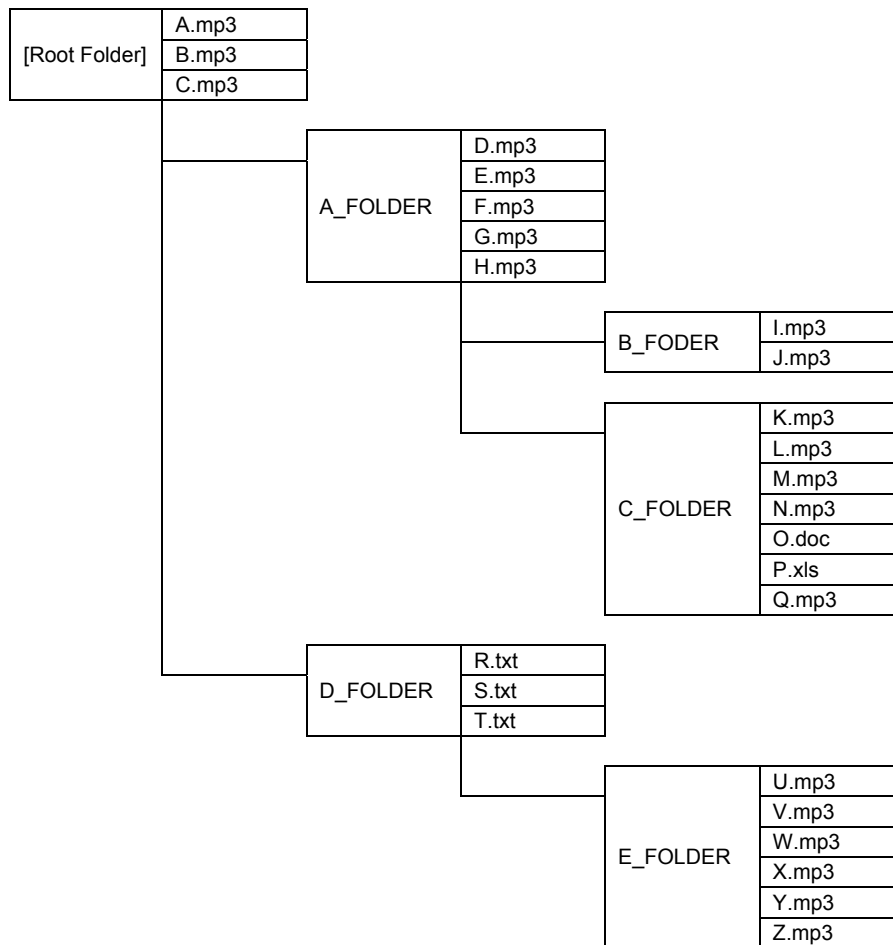 [Root Folder]
A.mp3
B.mp3
C.mp3
A_FOLDER
D.mp3
E.mp3
F.mp3
G.mp3
H.mp3
B_FODER
I.mp3
J.mp3
C_FOLDER
K.mp3
L.mp3
M.mp3
N.mp3
O.doc
P.xls
Q.mp3
D_FOLDER
R.txt
S.txt
T.txt
E_FOLDER
U.mp3
V.mp3
W.mp3
X.mp3
Y.mp3
Z.mp3